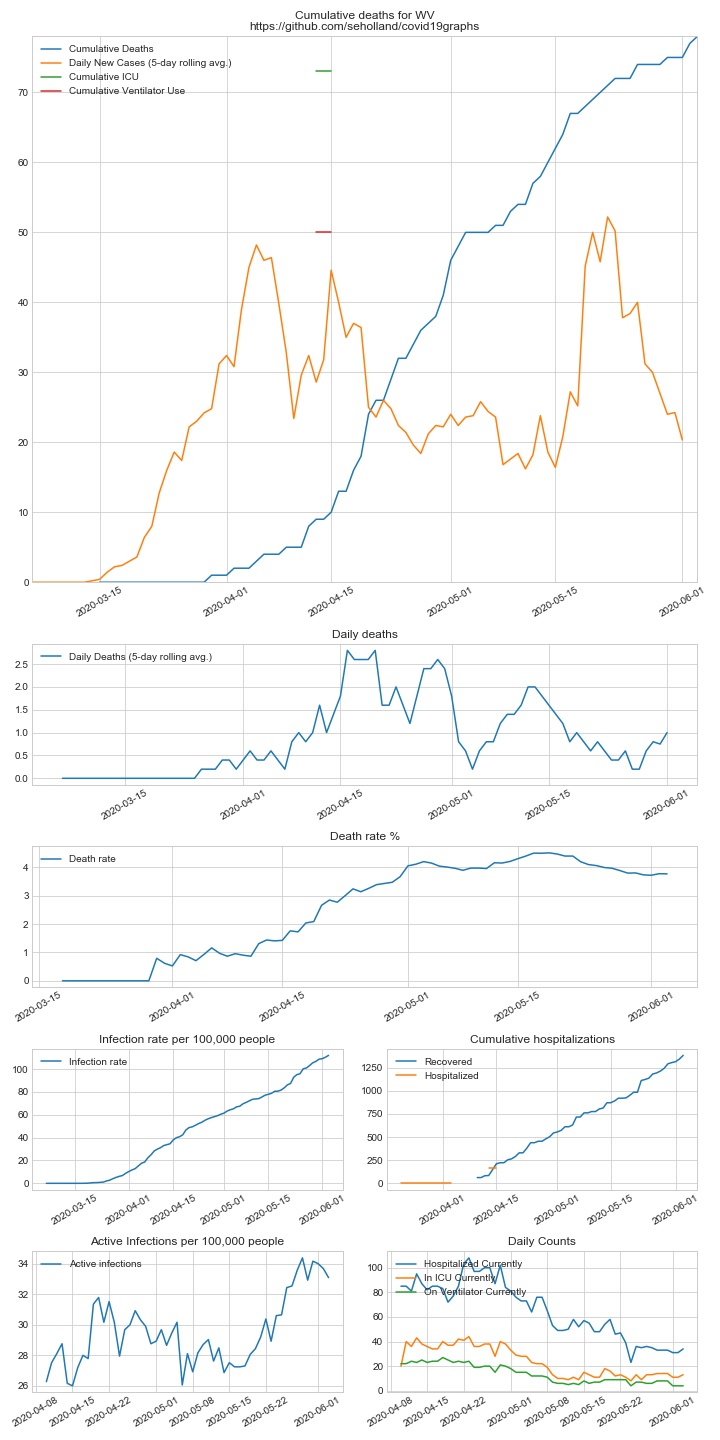 Cumulative deaths for WV
https://github.com/seholland/covid19graphs
Cumulative Deaths
Daily New Cases (5-day rolling avg.)
Cumulative ICU
Cumulative Ventilator Use
70
60
50
40
30
20
10
0
2020-03-15 2020-04-01 2020-04-15 2020-05-01 2020-05-15 2020-06-01
Daily deaths
Daily Deaths (5-day rolling avg.)
2.5
2.0
1.5
1.0
0.5
0.0
2020-03-15 2020-04-01 2020-04-15 2020-05-01 2020-05-15 2020-06-01
Death rate %
Death rate
4
3
2
1
0
2020-03-15 2020-04-01 2020-04-15 2020-05-01 2020-05-15 2020-06-01
Infection rate per 100,000 people
Infection rate
100
80
60
40
20
0
2020-03-15 2020-04-01 2020-04-15 2020-05-01 2020-05-15 2020-06-01
Cumulative hospitalizations
Recovered
Hospitalized
1250
1000
750
500
250
0
2020-04-01 2020-04-15 2020-05-01 2020-05-15 2020-06-01
Active Infections per 100,000 people
Active infections
34
32
30
28
26
2020-04-08 2020-04-15 2020-04-22 2020-05-01 2020-05-08 2020-05-15 2020-05-22 2020-06-01
Daily Counts
Hospitalized Currently
In ICU Currently
On Ventilator Currently
100
80
60
40
20
0
2020-04-08 2020-04-15 2020-04-22 2020-05-01 2020-05-08 2020-05-15 2020-05-22 2020-06-01